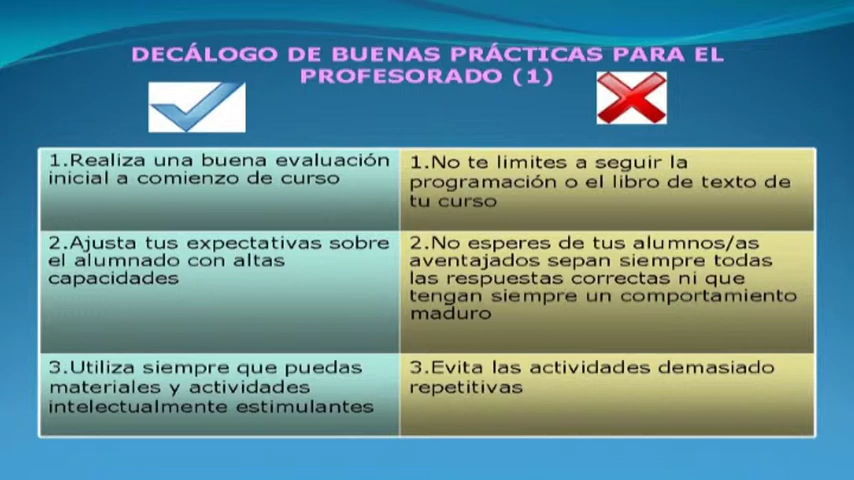 DECÁLOGO DE BUENAS PRÁCTICAS PARA EL
PROFESORADO (1)
1.Realiza una buena evaluación
inicial a comienzo de curso
1.No te limites a seguir la
programación o el libro de texto de
tu curso
2.Ajusta tus expectativas sobre
el alumnado con altas
capacidades
2.No esperes de tus alumnos/as
aventajados sepan siempre todas
las respuestas correctas ni que
tengan siempre un comportamiento
maduro
3.Utiliza siempre que puedas
materiales y actividades
intelectualmente estimulantes
3.Evita las actividades demasiado
repetitivas